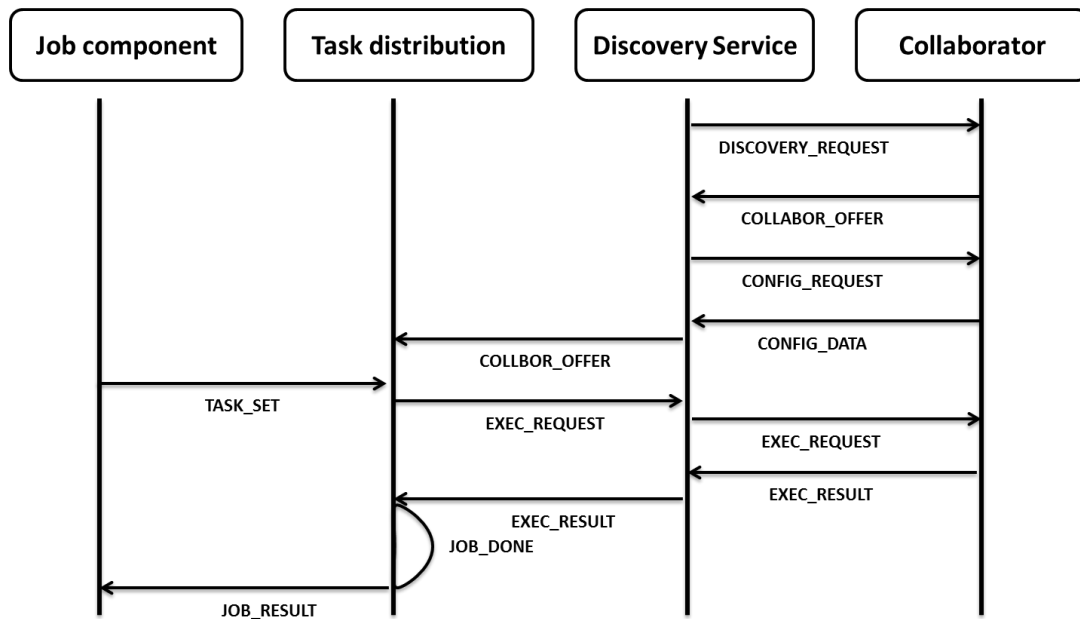 Job component
Task distribution
Discovery Service
Collaborator
DISCOVERY_REQUEST
COLLABOR_OFFER
CONFIG_REQUEST
CONFIG_DATA
COLLBOR_OFFER
TASK_SET
EXEC_REQUEST
EXEC_REQUEST
EXEC_RESULT
EXEC_RESULT
JOB_DONE
JOB_RESULT